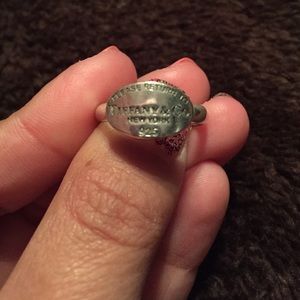 PLEASE RETURN TO
TIFFANY & CO.
NEW YORK
925